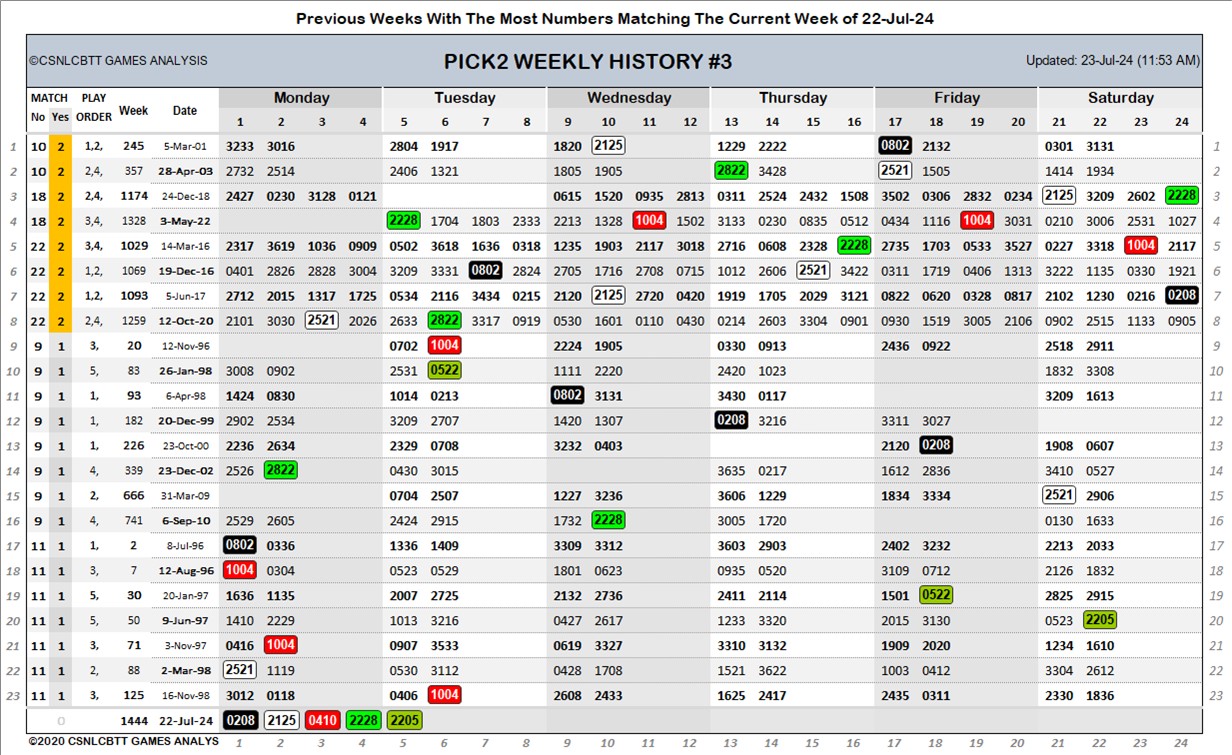 Previous Weeks With The Most Numbers Matching The Current Week of 22-Jul-24
©CSNLCBTT GAMES ANALYSIS PICK2 WEEKLY HISTORY #3 Updated: 23-Jul-24 (11:53 AM)
MATCH PLAY Week Date Monday Tuesday Wednesday Thursday Friday Saturday
No Yes ORDER 1 2 3 4 5 6 7 8 9 10 11 12 13 14 15 16 17 18 19 20 21 22 23 24
1 10 2 1,2, 245 5-Mar-01 3233 3016 2804 1917 1820 2125 1229 2222 0802 2132 0301 3131 1
2 10 2 2,4, 357 28-Apr-03 2732 2514 2406 1321 1805 1905 2822 3428 2521 1505 1414 1934 2
3 18 2 2,4, 1174 24-Dec-18 2427 0230 3128 0121 0615 1520 0935 2813 0311 2524 2432 1508 3502 0306 2832 0234 2125 3209 2602 2228 3
4 18 2 3,4, 1328 3-May-22 2228 1704 1803 2333 2213 1328 1004 1502 3133 0230 0835 0512 0434 1116 1904 3031 0210 3006 2531 1027 4
5 22 2 3,4, 1029 14-Mar-16 2317 3619 1036 0909 0502 3618 1636 0318 1235 1903 2117 3018 2716 0608 2328 2228 2735 1703 0533 3527 0227 3318 1004 2117 5
6 22 2 1,2, 1069 19-Dec-16 0401 2826 2828 3004 3209 3331 0802 2824 2705 1716 2708 0715 1012 2606 2521 3422 0311 1719 0406 1313 3222 1135 0330 1921 6
7 22 2 1,2, 1093 5-Jun-17 2712 2015 1317 1725 0534 2116 3434 0215 2120 2125 2720 0420 1919 1705 2029 3121 0822 0620 0328 0817 2102 1230 0216 0208 7
8 22 2 2,4, 1259 12-Oct-20 2101 3030 2521 2026 2633 2822 3317 0919 0530 1601 0110 0430 0214 2603 3304 0901 0330 1519 3005 2106 0902 2515 1133 0905 8
9 9 1 3, 20 12-Nov-96 0702 1004 2224 1905 0330 0913 2436 0922 2518 2911 9
10 9 1 5, 83 26-Jan-98 3008 0902 2531 0522 1111 2220 2420 1023 1832 3308 10
11 9 1 1, 93 6-Apr-98 1424 0830 1014 0213 0802 3131 3430 0117 3209 1613 11
12 9 1 1, 182 20-Dec-99 2902 2534 3209 2707 1420 1307 0208 3216 3311 3027 12
13 9 1 1, 226 23-Oct-00 2236 2634 2329 0708 3232 0403 2120 0208 1908 0607 13
14 9 1 4, 339 23-Dec-02 2526 2822 0430 3015 3635 0217 1612 2836 3410 0527 14
15 9 1 2, 666 31-Mar-09 0704 2507 1227 3236 3606 1229 1834 3334 2521 2906 15
16 9 1 4, 741 6-Sep-10 2529 2605 2424 2915 1732 2228 3005 1720 0130 1633 16
17 11 1 1, 2 8-Jul-96 0802 0336 1336 1409 3309 3312 3603 2903 2402 3232 2213 2033 17
18 11 1 3, 7 12-Aug-96 1004 0304 0523 0529 1801 0623 0935 0520 3109 0712 2126 1832 18
19 11 1 5, 30 20-Jan-97 1636 1135 2007 2725 2132 2736 2411 2114 1501 0522 2825 2915 19
20 11 1 5, 50 9-Jun-97 1410 2229 1013 3216 0427 2617 1233 3320 2015 3130 0523 2205 20
21 11 1 3, 71 3-Nov-97 0416 1004 0907 3533 0619 3327 3310 3132 1909 2020 1234 1610 21
22 11 1 2, 88 2-Mar-98 2521 1119 0530 3112 0428 1708 1615 3622 1003 0412 3304 2612 22
23 11 1 3, 125 16-Nov-98 3012 0118 0406 1004 2608 2433 1625 2417 2435 0311 2330 1836 23
0 1444 22-Jul-24 0208 2125 0410 2228 2205
©2020 CSNLCBTT GAMES ANALYS 1 2 3 4 5 6 7 8 9 10 11 12 13 14 15 16 17 18 19 20 21 22 23 24